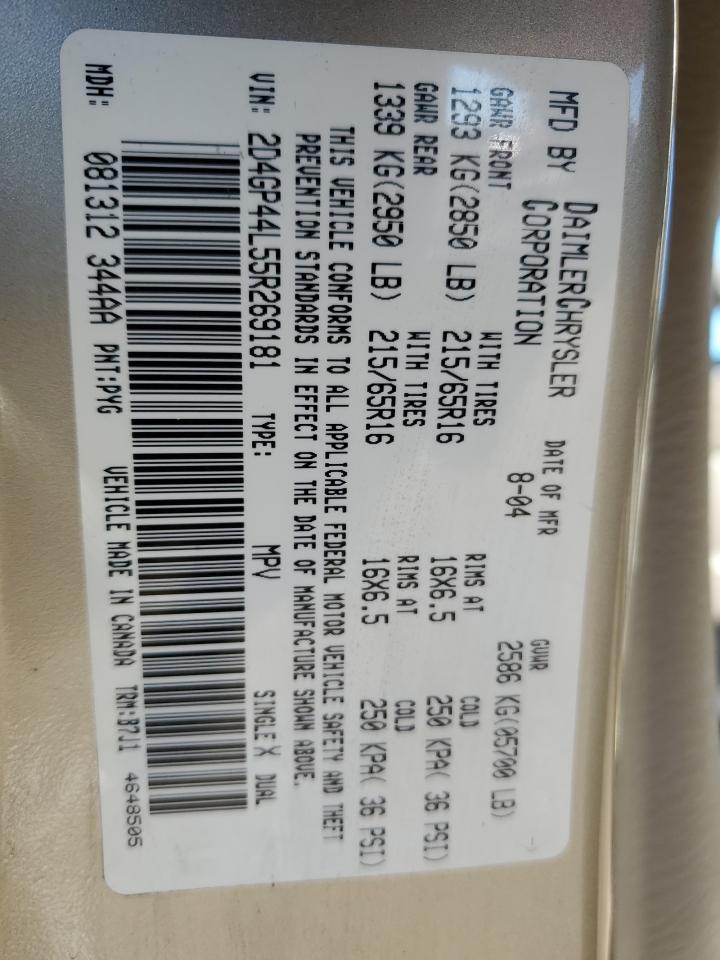 MFD BY DAIMLERCHRYSLER CORPORATION DATE OF MFR 8-04 GVWR 2586 KG(05700 LB)
GAWR FRONT WITH TIRES RIMS AT COLD
1293 KG(2850 LB) 215/65R16 16X6.5 250 KPA( 36 PSI)
GAWR REAR WITH TIRES RIMS AT COLD
1339 KG(2950 LB) 215/65R16 16X6.5 250 KPA( 36 PSI)
THIS VEHICLE CONFORMS TO ALL APPLICABLE FEDERAL MOTOR VEHICLE SAFETY AND THEFT
PREVENTION STANDARDS IN EFFECT ON THE DATE OF MANUFACTURE SHOWN ABOVE.
VIN: 2D4GP44L55R269181 TYPE: MPV SINGLE X DUAL
MDH: 081312 344AA PNT:PYG VEHICLE MADE IN CANADA TRM:B7J1 4648505